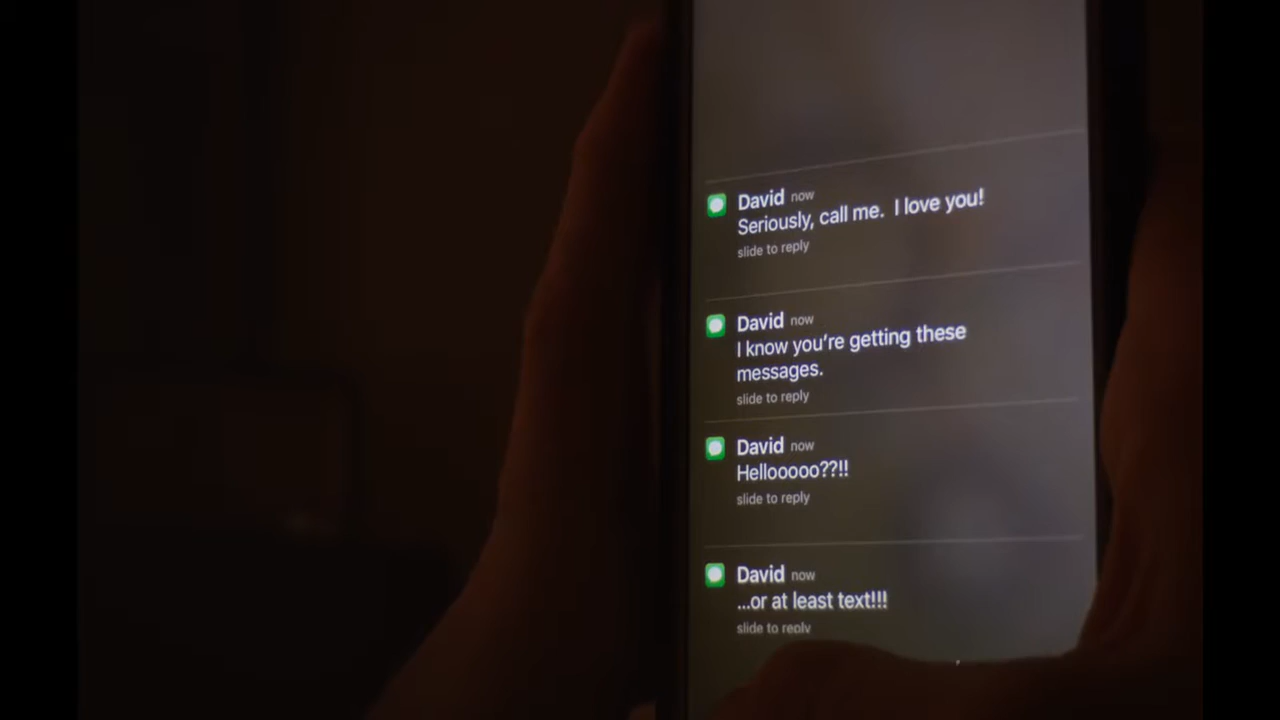 David now
Seriously, call me. I love you!
slide to reply
David now
I know you're getting these
messages.
slide to reply
David now
Hellooooo??!!
slide to reply
David now
...or at least text!!!
slide to reply